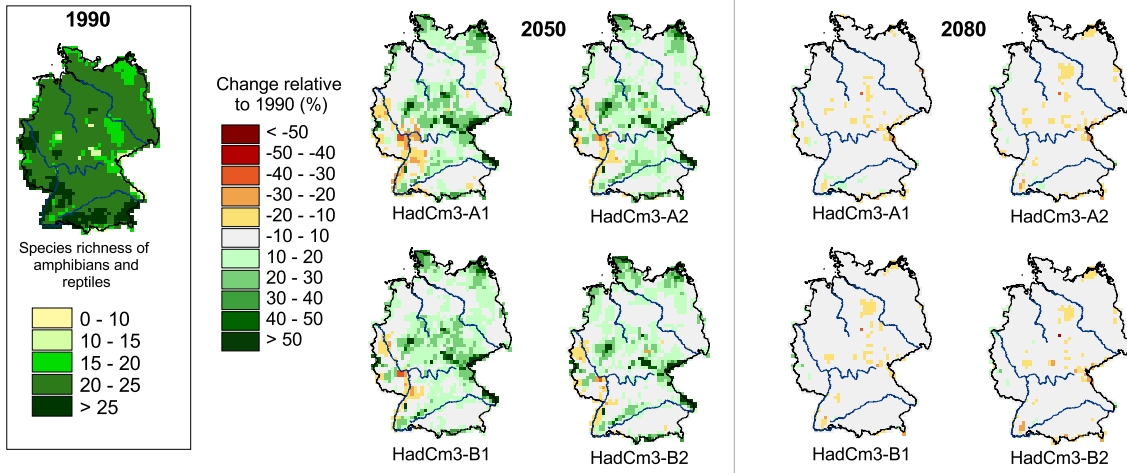 1990
Species richness of
amphibians and
reptiles
0 - 10
10 - 15
15 - 20
20 - 25
> 25
Change relative
to 1990 (%)
< -50
-50 - -40
-40 - -30
-30 - -20
-20 - -10
-10 - 10
10 - 20
20 - 30
30 - 40
40 - 50
> 50
2050
HadCm3-A1
HadCm3-A2
HadCm3-B1
HadCm3-B2
2080
HadCm3-A1
HadCm3-A2
HadCm3-B1
HadCm3-B2